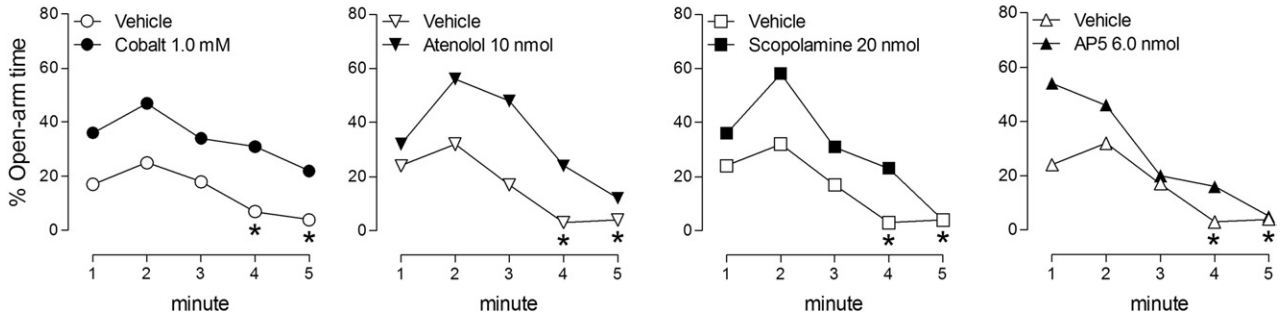 % Open-arm time
80
60
40
20
0
Vehicle
Cobalt 1.0 mM
*
*
1 2 3 4 5
minute
80
60
40
20
0
Vehicle
Atenolol 10 nmol
*
*
1 2 3 4 5
minute
80
60
40
20
0
Vehicle
Scopolamine 20 nmol
*
*
1 2 3 4 5
minute
80
60
40
20
0
Vehicle
AP5 6.0 nmol
*
*
1 2 3 4 5
minute